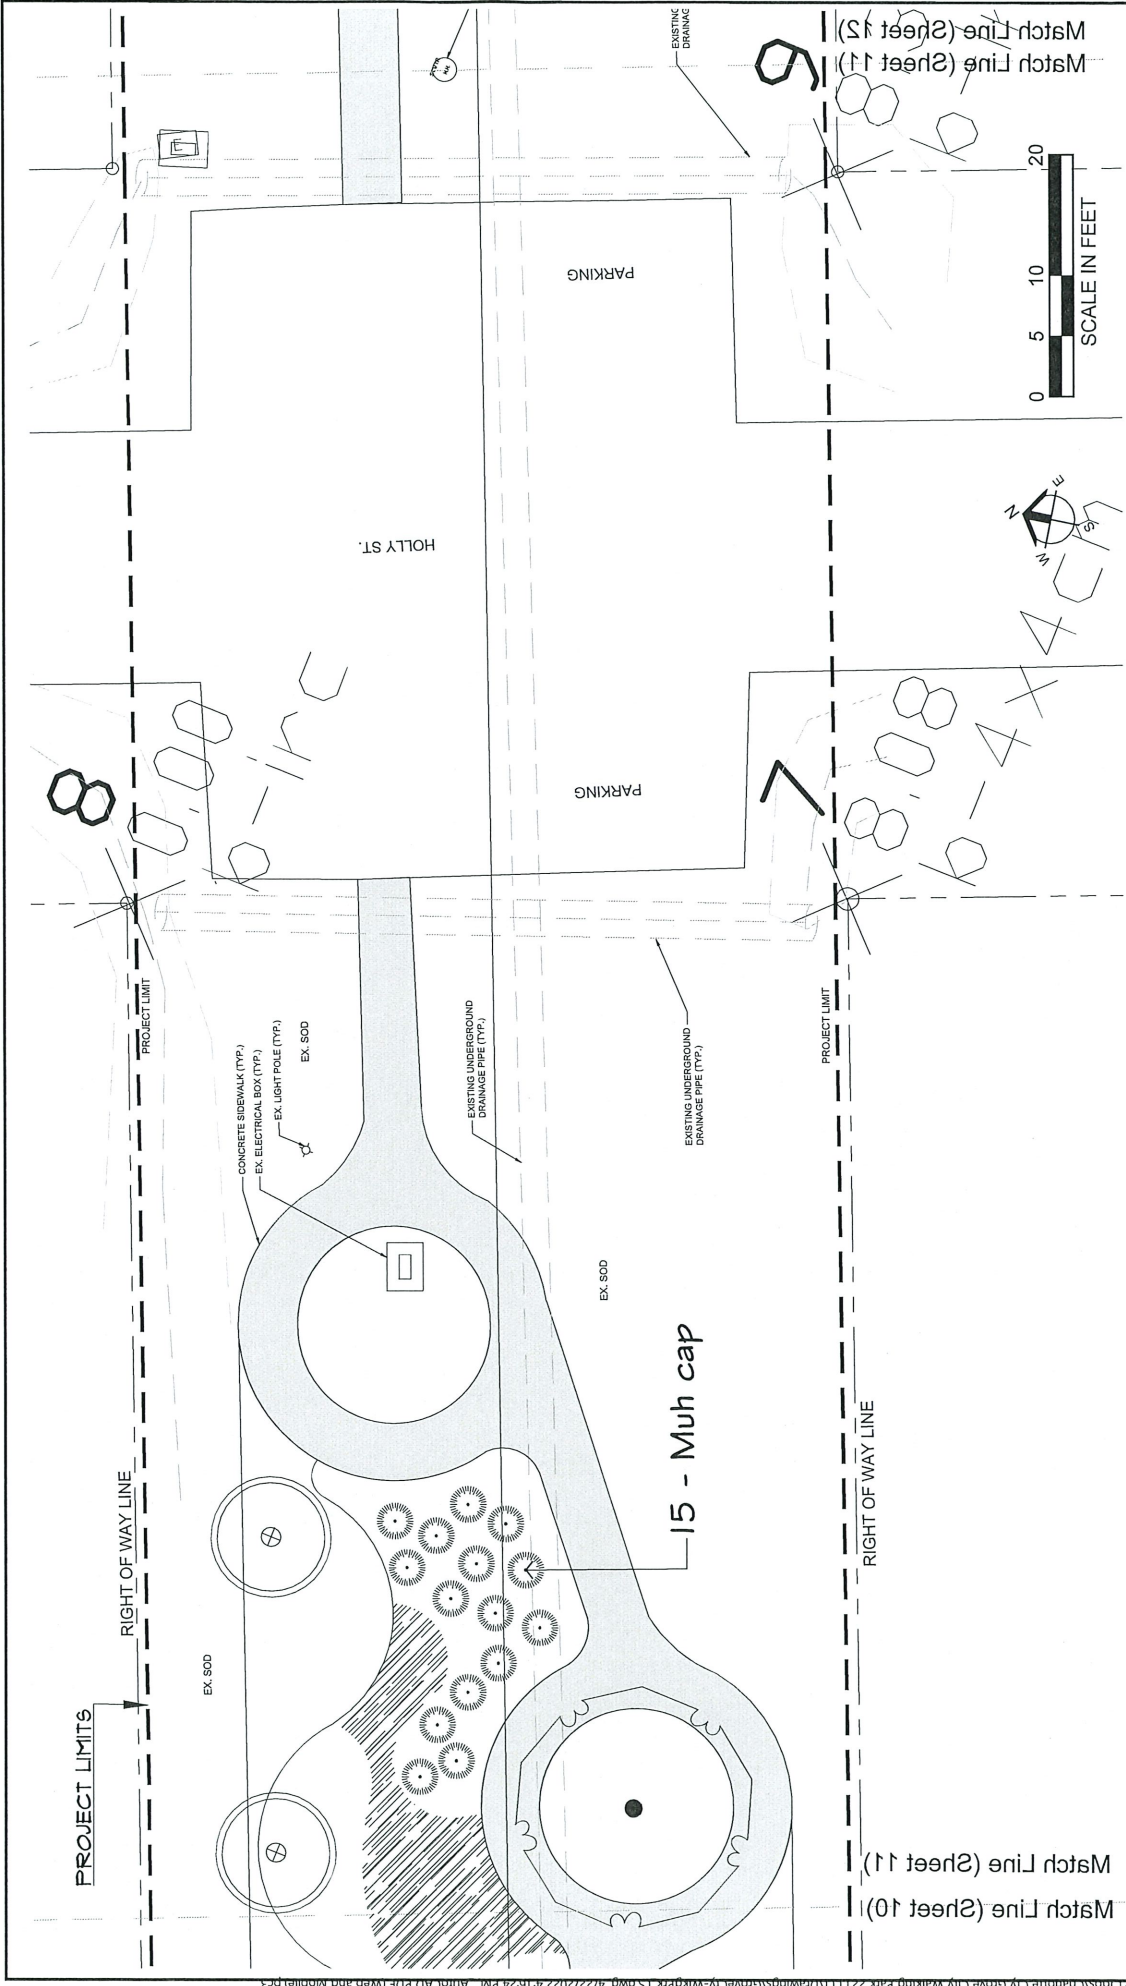 Match Line (Sheet 12)
Match Line (Sheet 11)
EXISTING
DRAINAG
E
PARKING
0 5 10 20
SCALE IN FEET
HOLLY ST.
N
E
S
W
PARKING
9
8
7
PROJECT LIMIT
CONCRETE SIDEWALK (TYP.)
EX. ELECTRICAL BOX (TYP.)
EX. LIGHT POLE (TYP.)
EX. SOD
EXISTING UNDERGROUND
DRAINAGE PIPE (TYP.)
EXISTING UNDERGROUND
DRAINAGE PIPE (TYP.)
PROJECT LIMIT
EX. SOD
15 - Muh cap
RIGHT OF WAY LINE
RIGHT OF WAY LINE
EX. SOD
PROJECT LIMITS
Match Line (Sheet 11)
Match Line (Sheet 10)